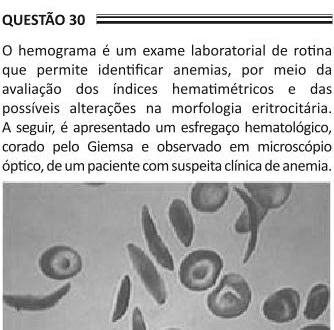 QUESTÃO 30
O hemograma é um exame laboratorial de rotina
que permite identificar anemias, por meio da
avaliação dos índices hematimétricos e das
possíveis alterações na morfologia eritrocitária.
A seguir, é apresentado um esfregaço hematológico,
corado pelo Giemsa e observado em microscópio
óptico, de um paciente com suspeita clínica de anemia.